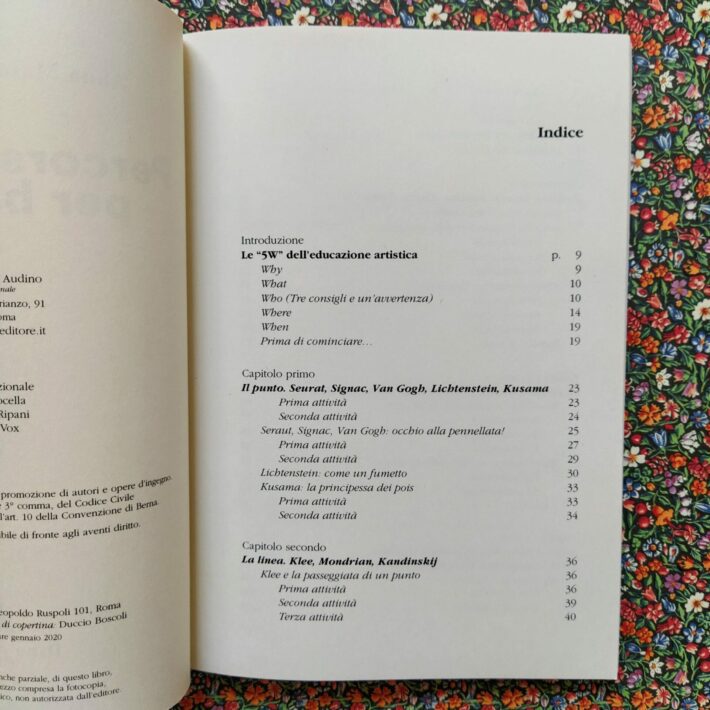 Audino
nale
rianzo, 91
ma
editore.it
zionale
ocella
Ripani
Vox
promozione di autori e opere d'ingegno.
3° comma, del Codice Civile
l'art. 10 della Convenzione di Berna.
bile di fronte agli aventi diritto.
eopoldo Ruspoli 101, Roma
di copertina: Duccio Boscoli
re gennaio 2020
nche parziale, di questo libro,
ezzo compresa la fotocopia,
ico, non autorizzata dall'editore.
Indice
Introduzione
Le “5W” dell'educazione artistica p. 9
Why 9
What 10
Who (Tre consigli e un'avvertenza) 10
Where 14
When 19
Prima di cominciare… 19
Capitolo primo
Il punto. Seurat, Signac, Van Gogh, Lichtenstein, Kusama 23
Prima attività 23
Seconda attività 24
Seraut, Signac, Van Gogh: occhio alla pennellata! 25
Prima attività 27
Seconda attività 29
Lichtenstein: come un fumetto 30
Kusama: la principessa dei pois 33
Prima attività 33
Seconda attività 34
Capitolo secondo
La linea. Klee, Mondrian, Kandinskij 36
Klee e la passeggiata di un punto 36
Prima attività 36
Seconda attività 39
Terza attività 40